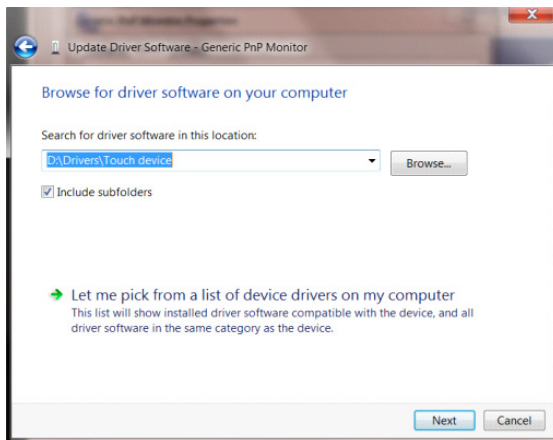 Update Driver Software - Generic PnP Monitor
Browse for driver software on your computer
Search for driver software in this location:
D:\Drivers\Touch device
Browse...
Include subfolders
Let me pick from a list of device drivers on my computer
This list will show installed driver software compatible with the device, and all
driver software in the same category as the device.
Next
Cancel